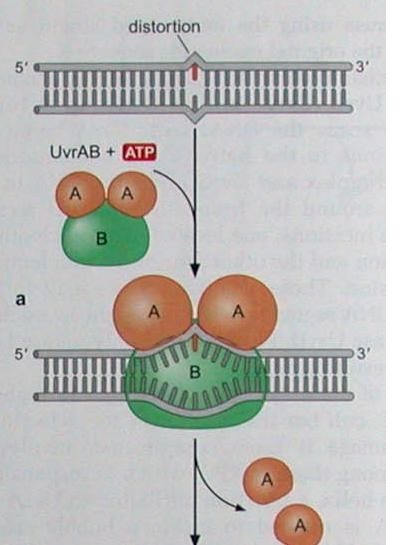 distortion
5′ 3′
UvrAB + ATP
A A
B
a
A A
5′ 3′
B
A
A